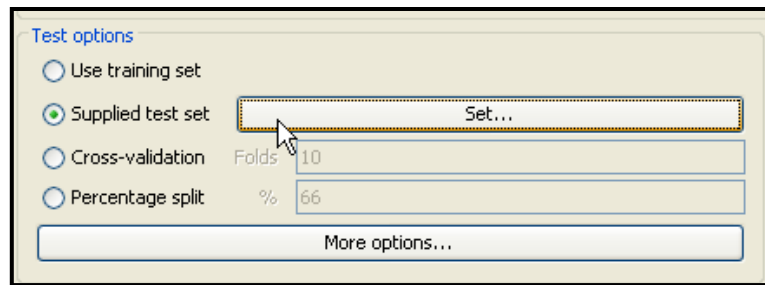 Test options
Use training set
Supplied test set Set...
Cross-validation Folds 10
Percentage split % 66
More options...